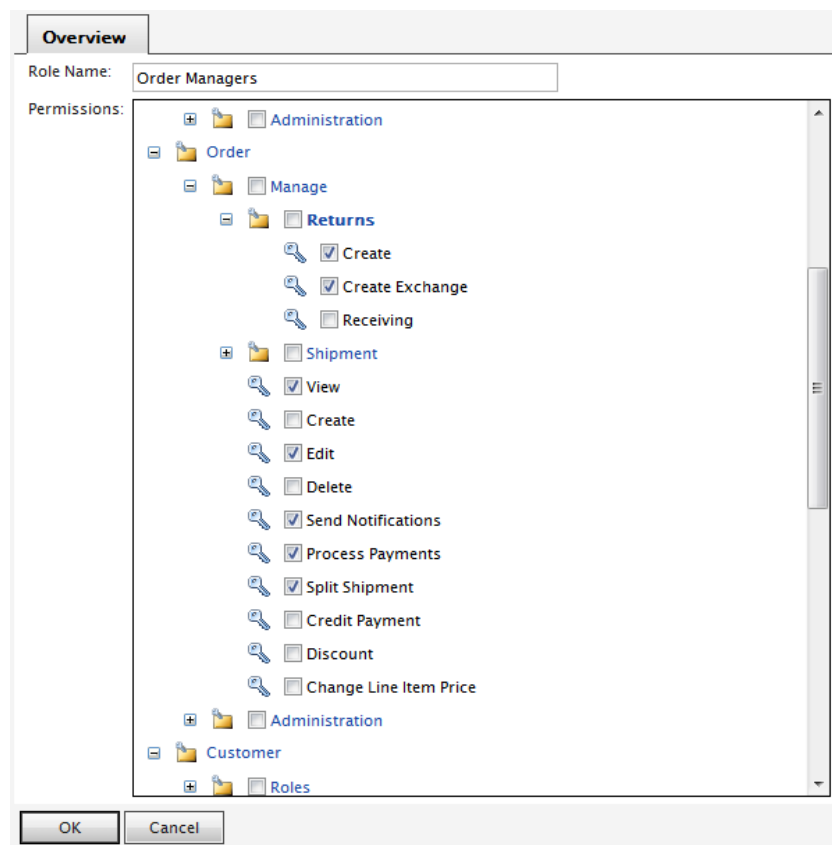 Overview
Role Name: Order Managers
Permissions:
Administration
Order
Manage
Returns
Create
Create Exchange
Receiving
Shipment
View
Create
Edit
Delete
Send Notifications
Process Payments
Split Shipment
Credit Payment
Discount
Change Line Item Price
Administration
Customer
Roles
OK Cancel